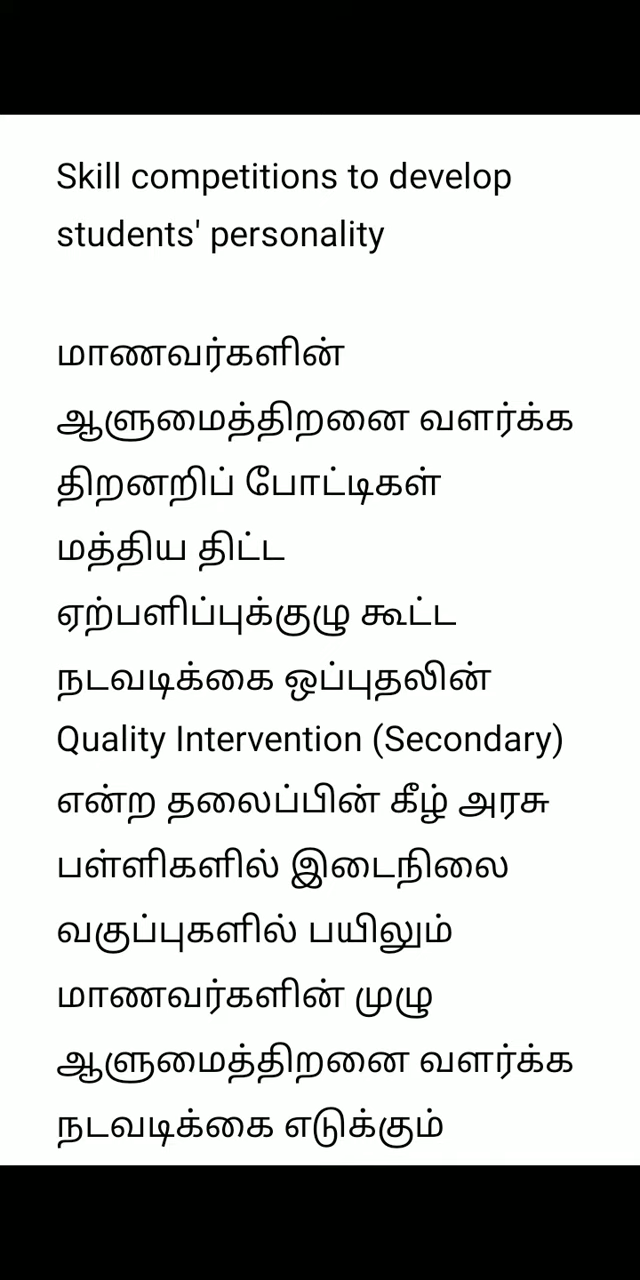 Skill competitions to develop
students' personality
மாணவர்களின்
ஆளுமைத்திறனை வளர்க்க
திறனறிப் போட்டிகள்
மத்திய திட்ட
ஏற்பளிப்புக்குழு கூட்ட
நடவடிக்கை ஒப்புதலின்
Quality Intervention (Secondary)
என்ற தலைப்பின் கீழ் அரசு
பள்ளிகளில் இடைநிலை
வகுப்புகளில் பயிலும்
மாணவர்களின் முழு
ஆளுமைத்திறனை வளர்க்க
நடவடிக்கை எடுக்கும்